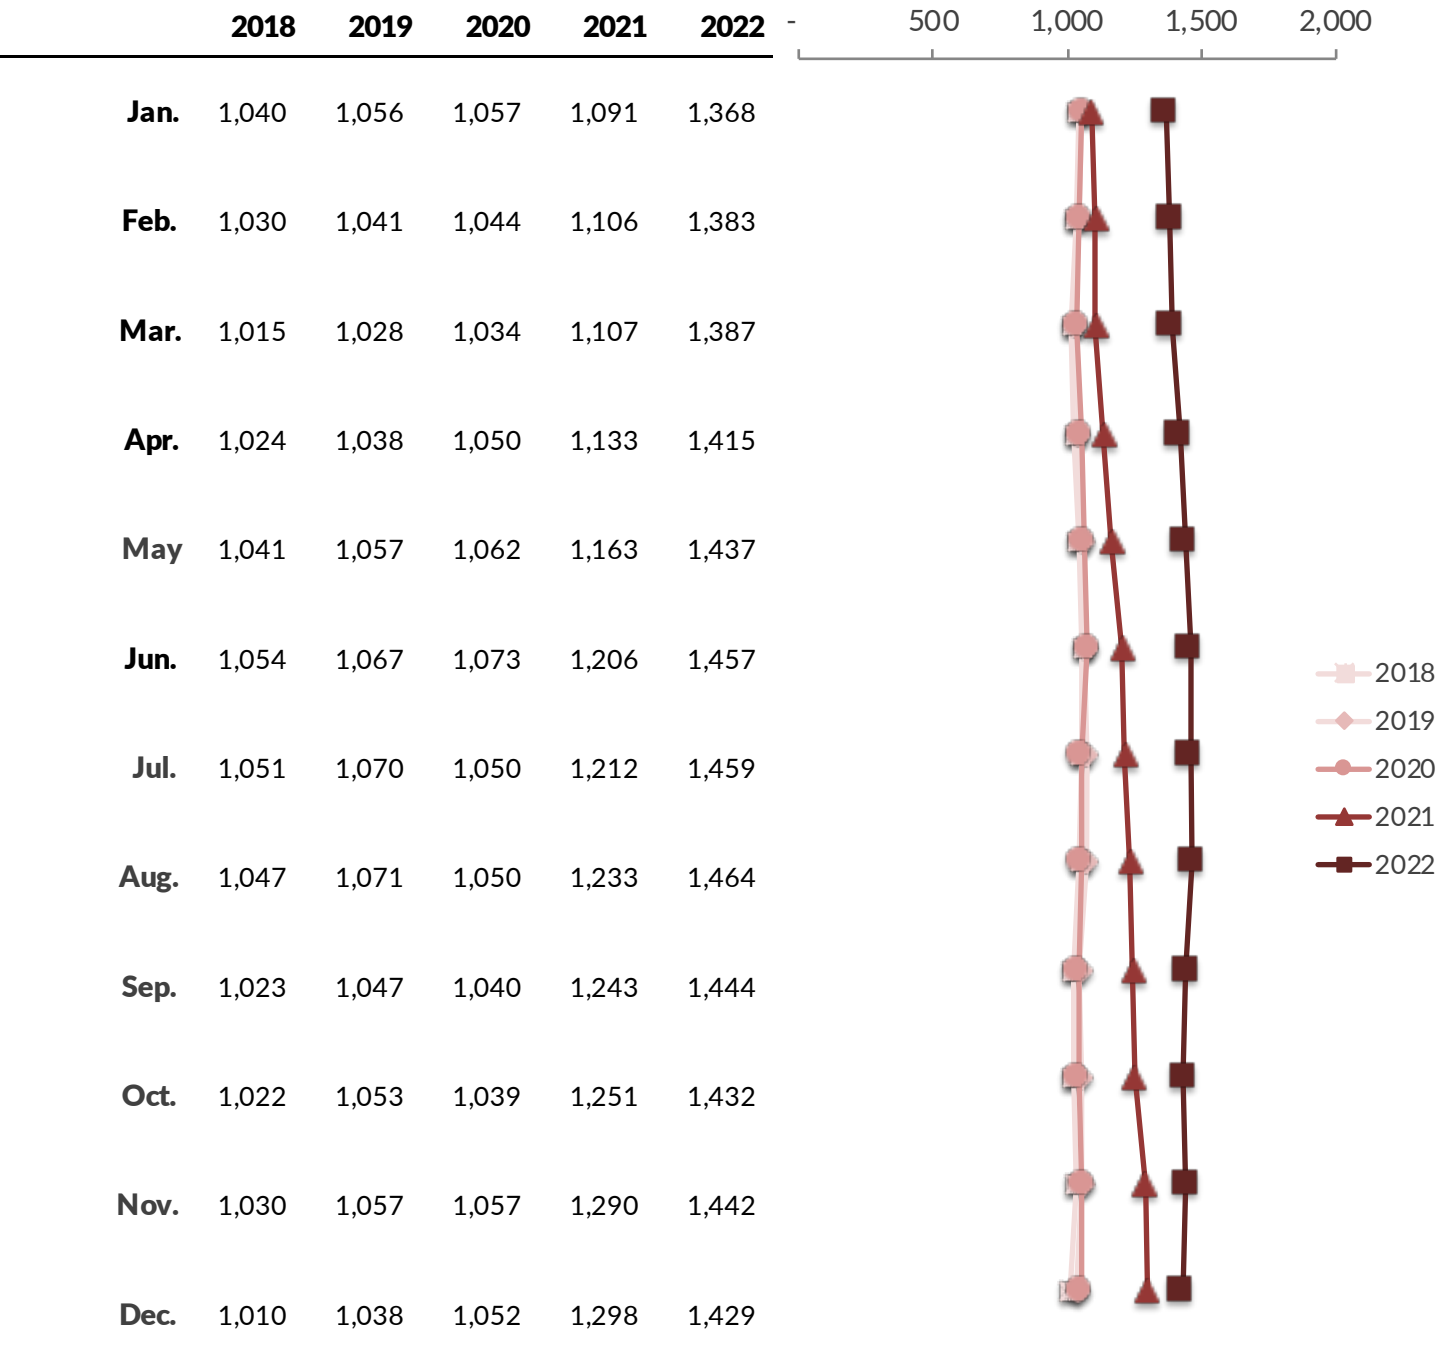 2018 2019 2020 2021 2022
- 500 1,000 1,500 2,000
Jan. 1,040 1,056 1,057 1,091 1,368
Feb. 1,030 1,041 1,044 1,106 1,383
Mar. 1,015 1,028 1,034 1,107 1,387
Apr. 1,024 1,038 1,050 1,133 1,415
May 1,041 1,057 1,062 1,163 1,437
Jun. 1,054 1,067 1,073 1,206 1,457
Jul. 1,051 1,070 1,050 1,212 1,459
Aug. 1,047 1,071 1,050 1,233 1,464
Sep. 1,023 1,047 1,040 1,243 1,444
Oct. 1,022 1,053 1,039 1,251 1,432
Nov. 1,030 1,057 1,057 1,290 1,442
Dec. 1,010 1,038 1,052 1,298 1,429
2018
2019
2020
2021
2022